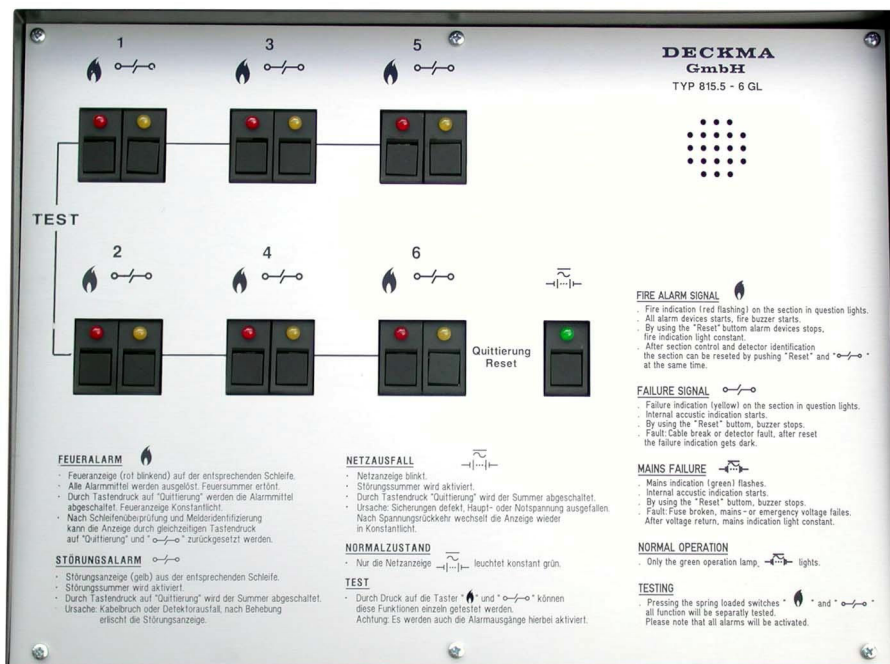 1
3
5
DECKMA
GmbH
TYP 815.5 - 6 GL
TEST
2
4
6
Quittierung
Reset
FEUERALARM
· Feueranzeige (rot blinkend) auf der entsprechenden Schleife.
· Alle Alarmmittel werden ausgelöst. Feuersummer ertönt.
· Durch Tastendruck auf "Quittierung" werden die Alarmmittel
abgeschaltet. Feueranzeige Konstantlicht.
· Nach Schleifenüberprüfung und Melderidentifizierung
kann die Anzeige durch gleichzeitigen Tastendruck
auf "Quittierung" und " " zurückgesetzt werden.
STÖRUNGSALARM
· Störungsanzeige (gelb) aus der entsprechenden Schleife.
· Störungssummer wird aktiviert.
· Durch Tastendruck auf "Quittierung" wird der Summer abgeschaltet.
· Ursache: Kabelbruch oder Detektorausfall, nach Behebung
erlischt die Störungsanzeige.
NETZAUSFALL
· Netzanzeige blinkt.
· Störungssummer wird aktiviert.
· Durch Tastendruck "Quittierung" wird der Summer abgeschaltet.
· Ursache: Sicherungen defekt, Haupt- oder Notspannung ausgefallen.
Nach Spannungsrückkehr wechselt die Anzeige wieder
in Konstantlicht.
NORMALZUSTAND
· Nur die Netzanzeige leuchtet konstant grün.
TEST
· Durch Druck auf die Taster " " und " " können
diese Funktionen einzeln getestet werden.
Achtung: Es werden auch die Alarmausgänge hierbei aktiviert.
FIRE ALARM SIGNAL
. Fire indication (red flashing) on the section in question lights.
. All alarm devices starts, fire buzzer starts.
. By using the "Reset" buttom alarm devices stops,
fire indication light constant.
. After section control and detector identification
the section can be reseted by pushing "Reset" and " "
at the same time.
FAILURE SIGNAL
. Failure indication (yellow) on the section in question lights.
. Internal accustic indication starts.
. By using the "Reset" buttom, buzzer stops.
. Fault: Cable break or detector fault, after reset
the failure indication gets dark.
MAINS FAILURE
. Mains indication (green) flashes.
. Internal accustic indication starts.
. By using the "Reset" buttom, buzzer stops.
. Fault: Fuse broken, mains - or emergency voltage failes.
After voltage return, mains indication light constant.
NORMAL OPERATION
. Only the green operation lamp, lights.
TESTING
. Pressing the spring loaded switches " " and " "
all function will be separatly tested.
Please note that all alarms will be activated.